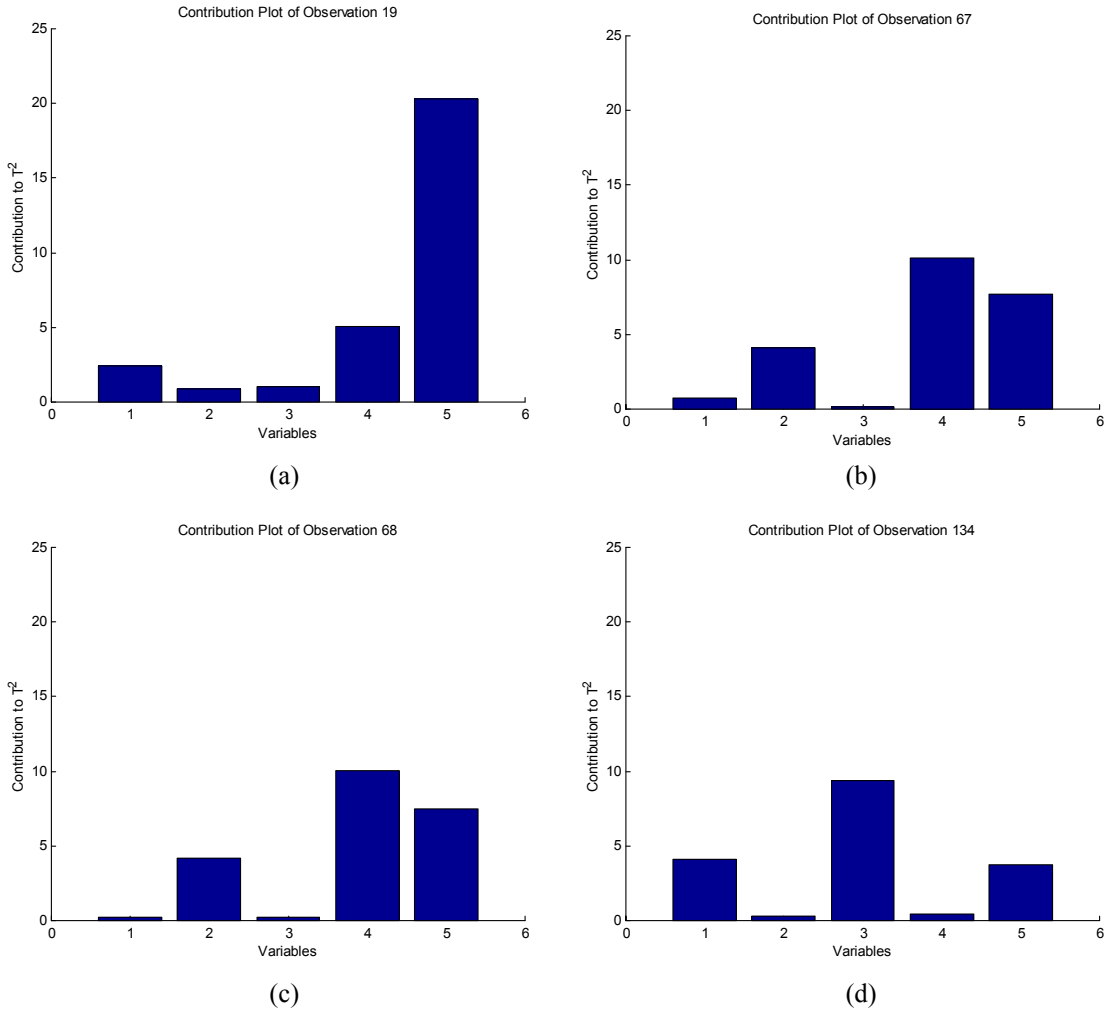 Contribution Plot of Observation 19
25
20
15
10
5
0
Contribution to T²
0 1 2 3 4 5 6
Variables
(a)
Contribution Plot of Observation 67
25
20
15
10
5
0
Contribution to T²
0 1 2 3 4 5 6
Variables
(b)
Contribution Plot of Observation 68
25
20
15
10
5
0
Contribution to T²
0 1 2 3 4 5 6
Variables
(c)
Contribution Plot of Observation 134
25
20
15
10
5
0
Contribution to T²
0 1 2 3 4 5 6
Variables
(d)